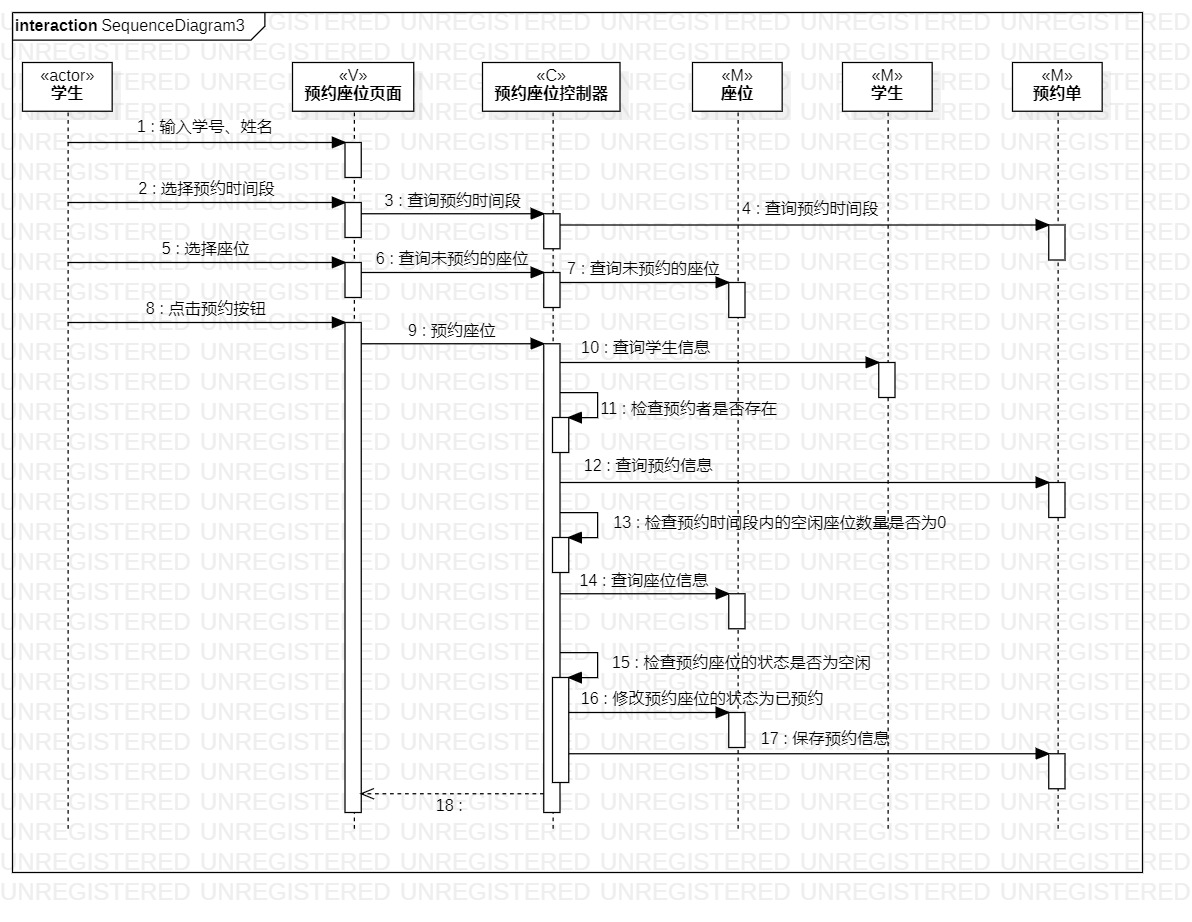 interaction SequenceDiagram3
«actor»
学生
«V»
预约座位页面
«C»
预约座位控制器
«M»
座位
«M»
学生
«M»
预约单
1 : 输入学号、姓名
2 : 选择预约时间段
3 : 查询预约时间段
4 : 查询预约时间段
5 : 选择座位
6 : 查询未预约的座位
7 : 查询未预约的座位
8 : 点击预约按钮
9 : 预约座位
10 : 查询学生信息
11 : 检查预约者是否存在
12 : 查询预约信息
13 : 检查预约时间段内的空闲座位数量是否为0
14 : 查询座位信息
15 : 检查预约座位的状态是否为空闲
16 : 修改预约座位的状态为已预约
17 : 保存预约信息
18 :
UNREGISTERED